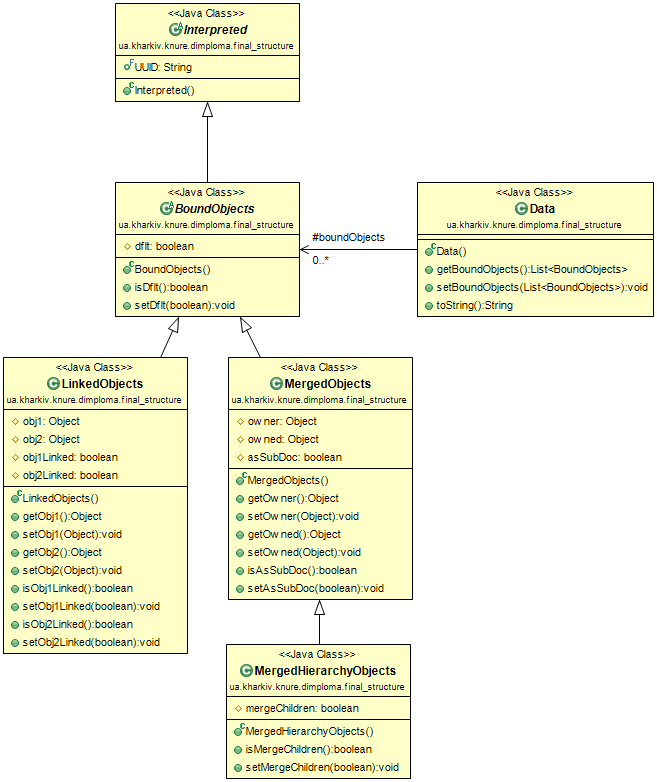 <<Java Class>>
Interpreted
ua.kharkiv.knure.dimploma.final_structure
UUID: String
Interpreted()
<<Java Class>>
BoundObjects
ua.kharkiv.knure.dimploma.final_structure
dflt: boolean
BoundObjects()
isDflt():boolean
setDflt(boolean):void
#boundObjects
0..*
<<Java Class>>
Data
ua.kharkiv.knure.dimploma.final_structure
Data()
getBoundObjects():List<BoundObjects>
setBoundObjects(List<BoundObjects>):void
toString():String
<<Java Class>>
LinkedObjects
ua.kharkiv.knure.dimploma.final_structure
obj1: Object
obj2: Object
obj1Linked: boolean
obj2Linked: boolean
LinkedObjects()
getObj1():Object
setObj1(Object):void
getObj2():Object
setObj2(Object):void
isObj1Linked():boolean
setObj1Linked(boolean):void
isObj2Linked():boolean
setObj2Linked(boolean):void
<<Java Class>>
MergedObjects
ua.kharkiv.knure.dimploma.final_structure
owner: Object
owned: Object
asSubDoc: boolean
MergedObjects()
getOwner():Object
setOwner(Object):void
getOwned():Object
setOwned(Object):void
isAsSubDoc():boolean
setAsSubDoc(boolean):void
<<Java Class>>
MergedHierarchyObjects
ua.kharkiv.knure.dimploma.final_structure
mergeChildren: boolean
MergedHierarchyObjects()
isMergeChildren():boolean
setMergeChildren(boolean):void